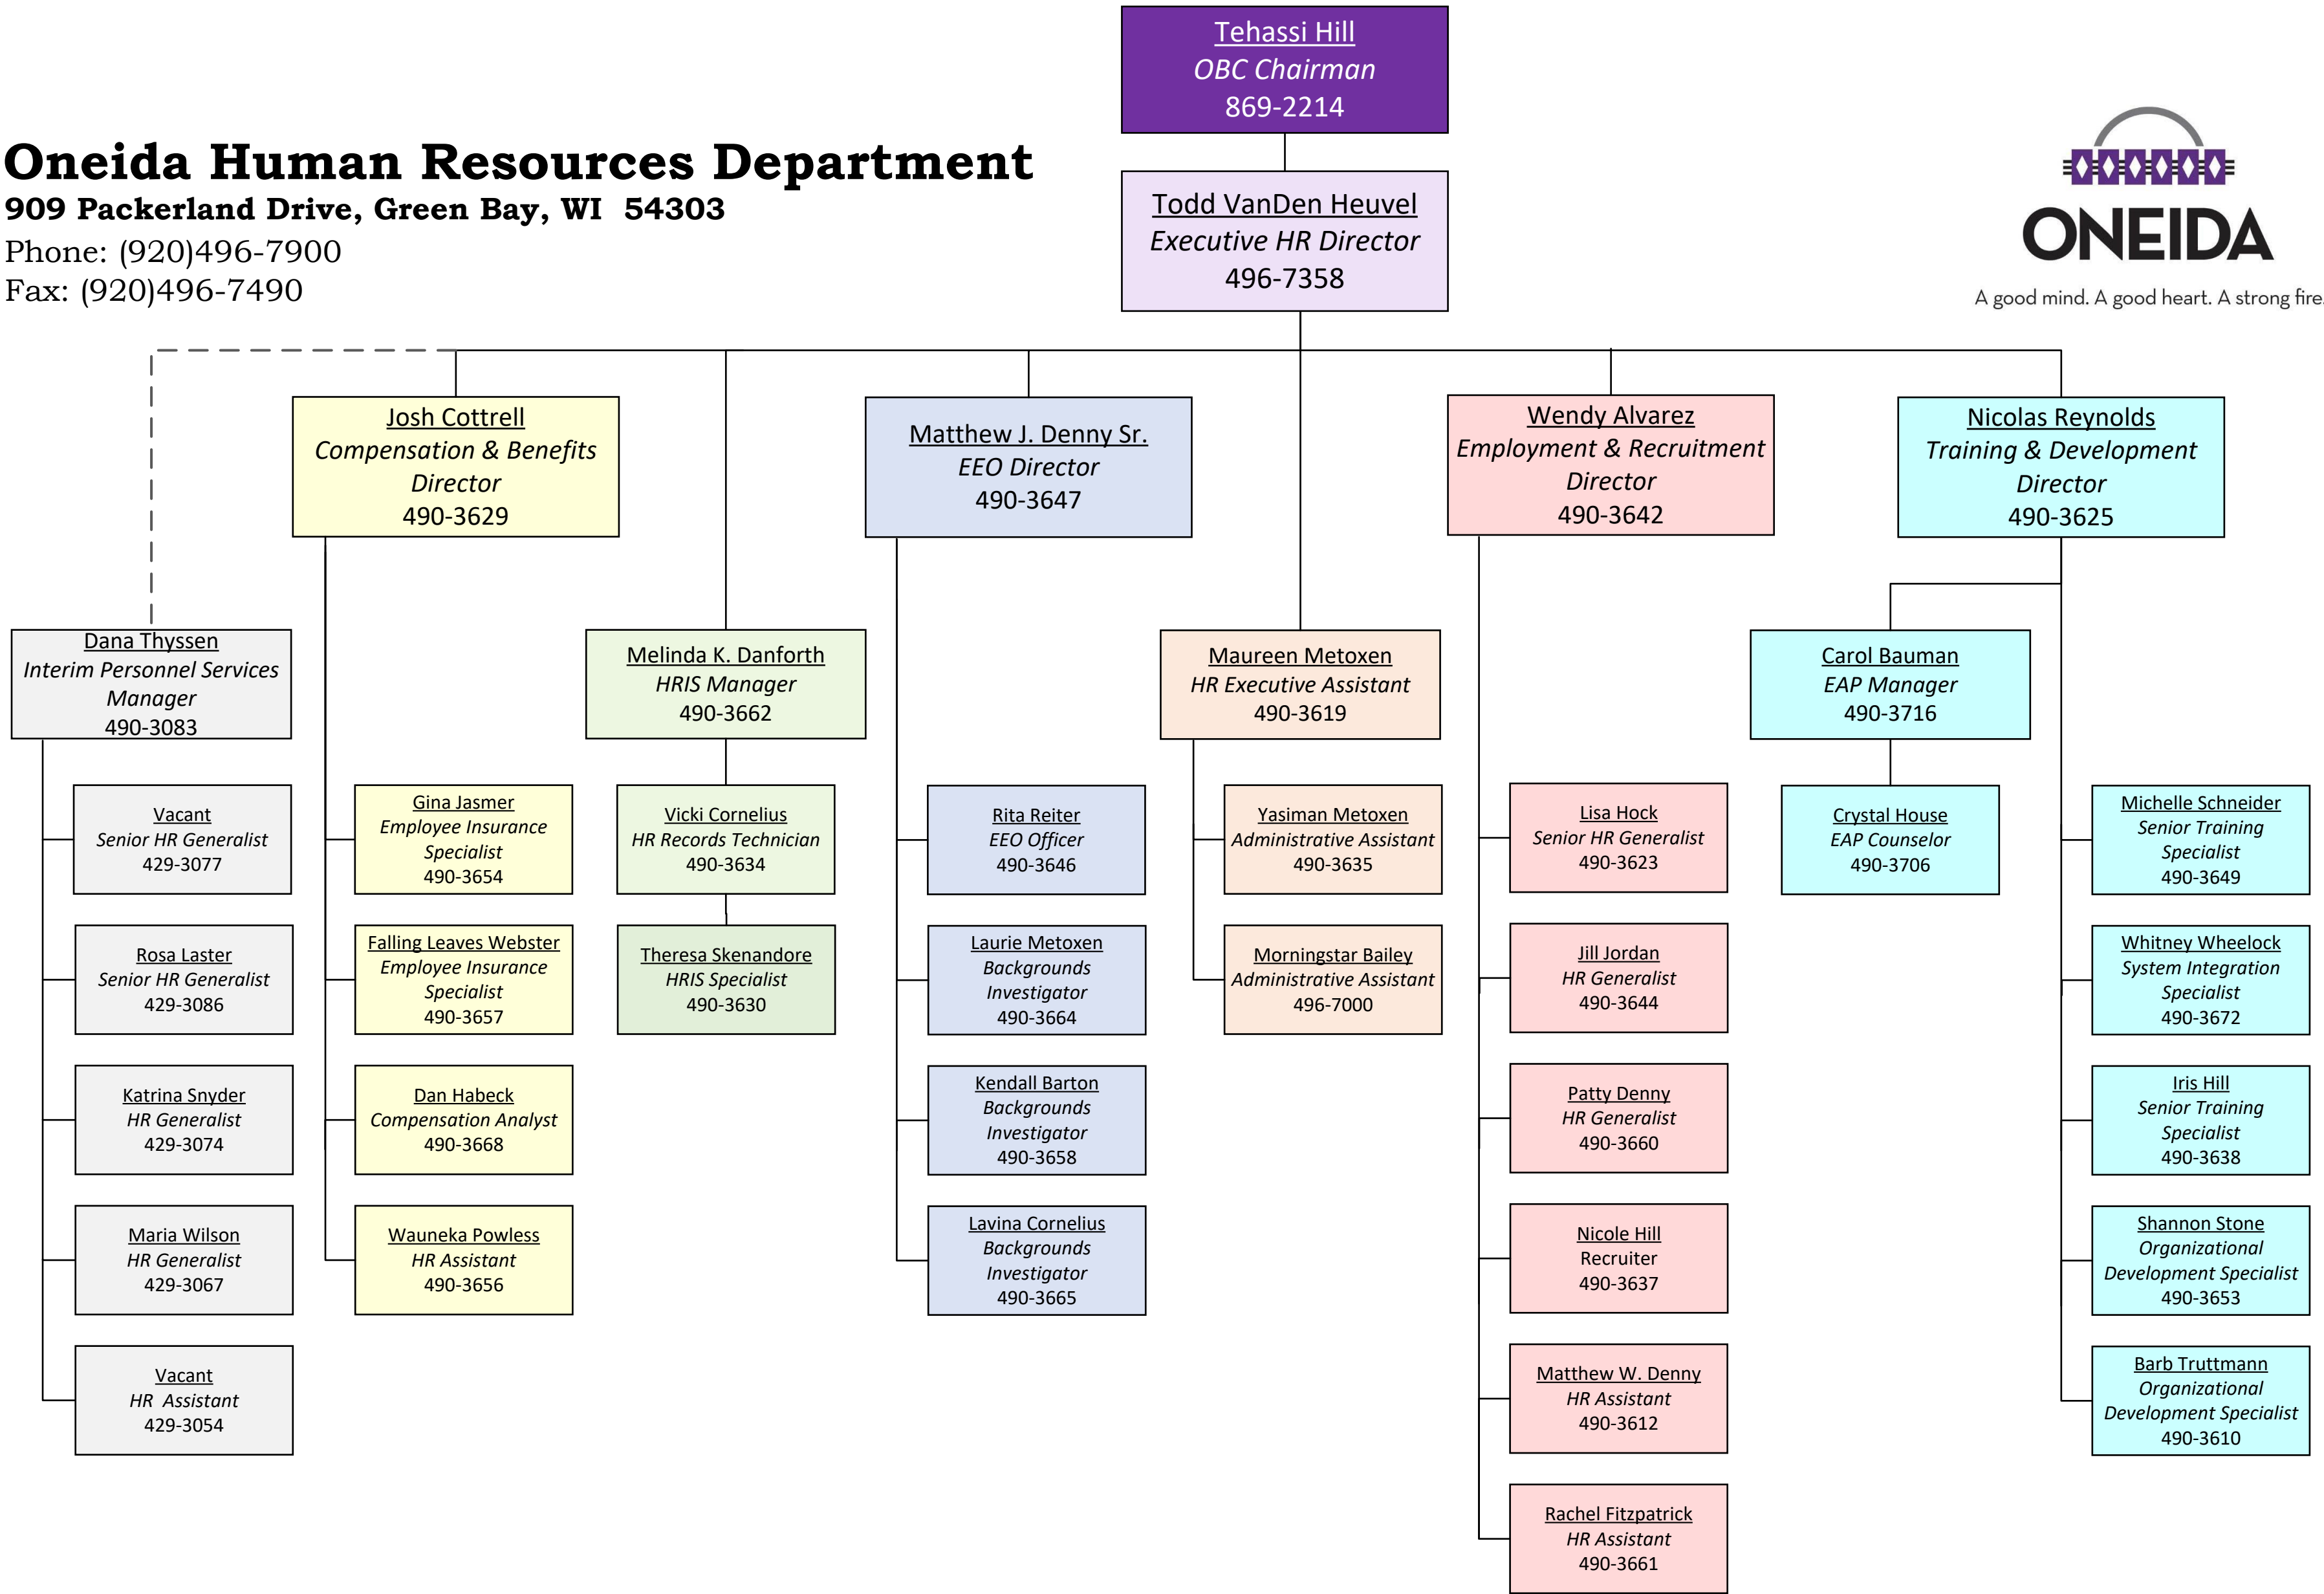 Tehassi Hill
OBC Chairman
869-2214
Oneida Human Resources Department
909 Packerland Drive, Green Bay, WI  54303
Phone: (920)496-7900
Fax: (920)496-7490
Todd VanDen Heuvel
Executive HR Director
496-7358
ONEIDA
A good mind. A good heart. A strong fire.
Josh Cottrell
Compensation & Benefits
Director
490-3629
Matthew J. Denny Sr.
EEO Director
490-3647
Wendy Alvarez
Employment & Recruitment
Director
490-3642
Nicolas Reynolds
Training & Development
Director
490-3625
Dana Thyssen
Interim Personnel Services
Manager
490-3083
Melinda K. Danforth
HRIS Manager
490-3662
Maureen Metoxen
HR Executive Assistant
490-3619
Carol Bauman
EAP Manager
490-3716
Vacant
Senior HR Generalist
429-3077
Gina Jasmer
Employee Insurance
Specialist
490-3654
Vicki Cornelius
HR Records Technician
490-3634
Rita Reiter
EEO Officer
490-3646
Yasiman Metoxen
Administrative Assistant
490-3635
Lisa Hock
Senior HR Generalist
490-3623
Crystal House
EAP Counselor
490-3706
Michelle Schneider
Senior Training
Specialist
490-3649
Rosa Laster
Senior HR Generalist
429-3086
Falling Leaves Webster
Employee Insurance
Specialist
490-3657
Theresa Skenandore
HRIS Specialist
490-3630
Laurie Metoxen
Backgrounds
Investigator
490-3664
Morningstar Bailey
Administrative Assistant
496-7000
Jill Jordan
HR Generalist
490-3644
Whitney Wheelock
System Integration
Specialist
490-3672
Katrina Snyder
HR Generalist
429-3074
Dan Habeck
Compensation Analyst
490-3668
Kendall Barton
Backgrounds
Investigator
490-3658
Patty Denny
HR Generalist
490-3660
Iris Hill
Senior Training
Specialist
490-3638
Maria Wilson
HR Generalist
429-3067
Wauneka Powless
HR Assistant
490-3656
Lavina Cornelius
Backgrounds
Investigator
490-3665
Nicole Hill
Recruiter
490-3637
Shannon Stone
Organizational
Development Specialist
490-3653
Vacant
HR  Assistant
429-3054
Matthew W. Denny
HR Assistant
490-3612
Barb Truttmann
Organizational
Development Specialist
490-3610
Rachel Fitzpatrick
HR Assistant
490-3661